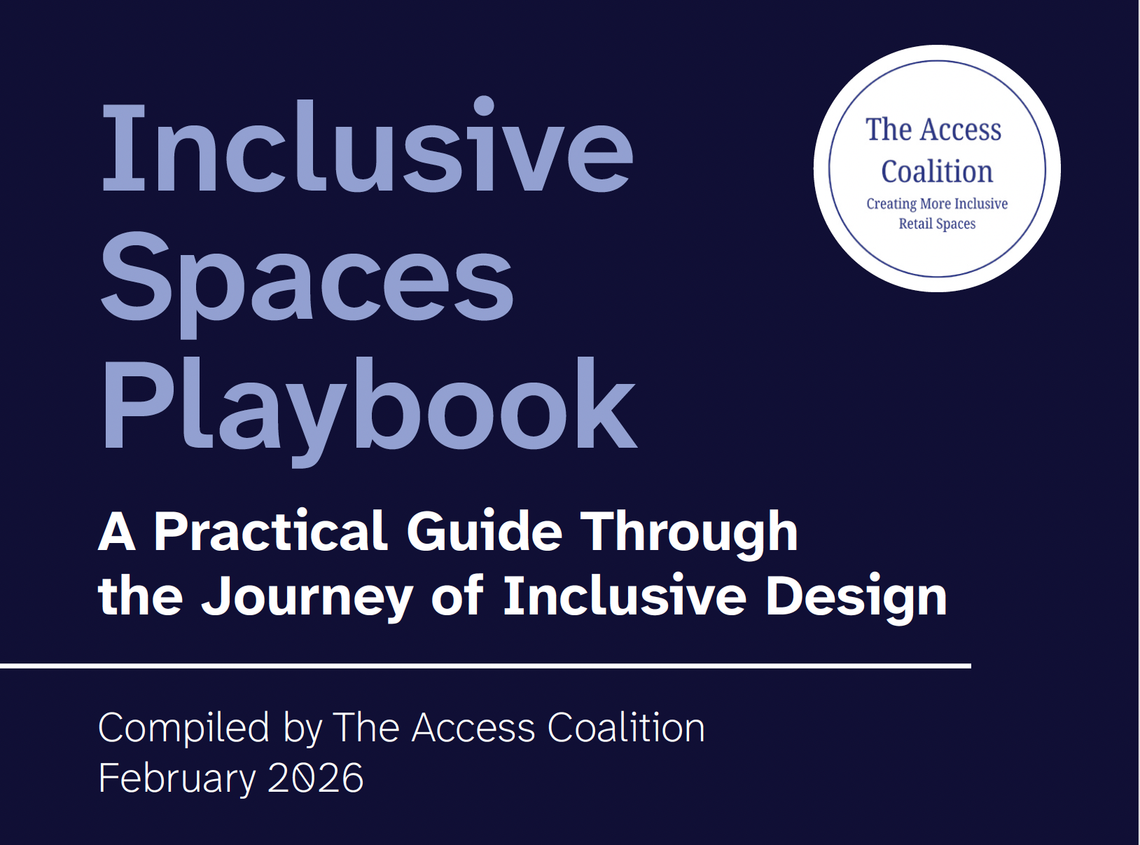 Inclusive
Spaces
Playbook
The Access
Coalition
Creating More Inclusive
Retail Spaces
A Practical Guide Through
the Journey of Inclusive Design
Compiled by The Access Coalition
February 2026